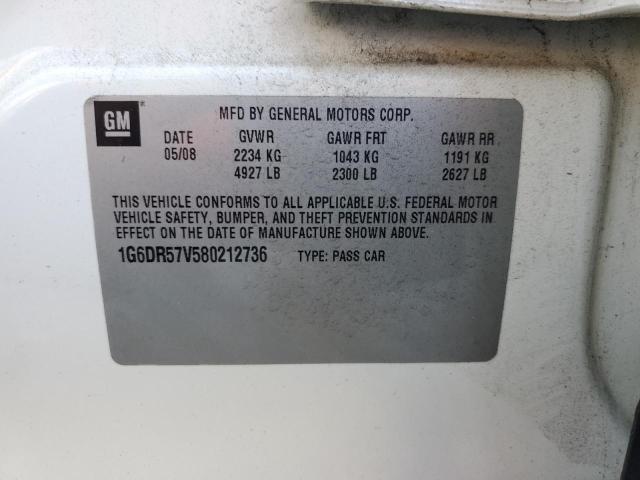 GM
MFD BY GENERAL MOTORS CORP.
DATE GVWR GAWR FRT GAWR RR
05/08 2234 KG 1043 KG 1191 KG
4927 LB 2300 LB 2627 LB
THIS VEHICLE CONFORMS TO ALL APPLICABLE U.S. FEDERAL MOTOR
VEHICLE SAFETY, BUMPER, AND THEFT PREVENTION STANDARDS IN
EFFECT ON THE DATE OF MANUFACTURE SHOWN ABOVE.
1G6DR57V580212736 TYPE: PASS CAR